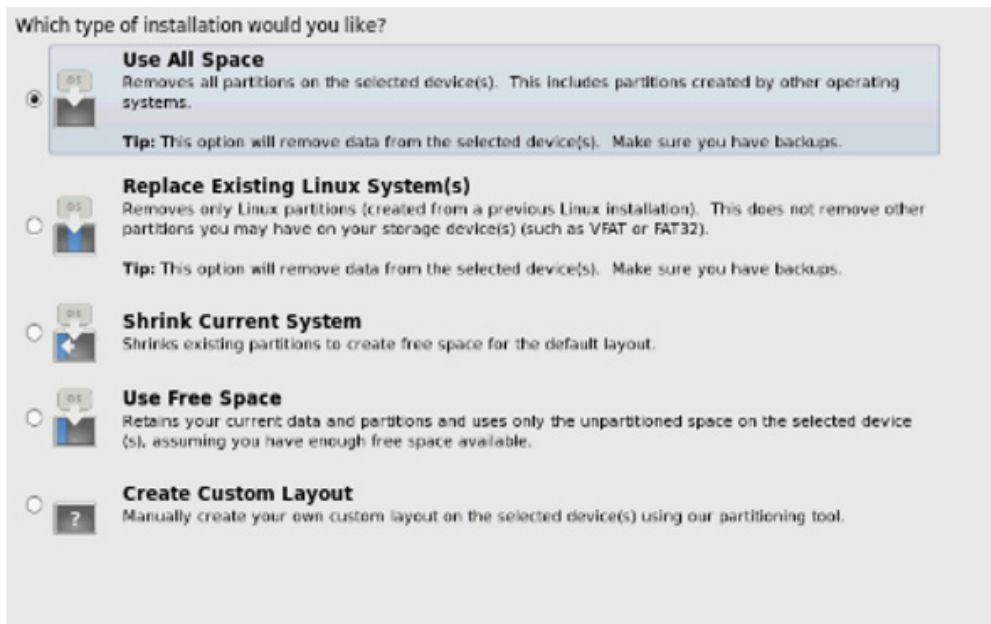 Which type of installation would you like?
Use All Space
OS
Removes all partitions on the selected device(s). This includes partitions created by other operating
systems.
Tip: This option will remove data from the selected device(s). Make sure you have backups.
Replace Existing Linux System(s)
OS
Removes only Linux partitions (created from a previous Linux installation). This does not remove other
partitions you may have on your storage device(s) (such as VFAT or FAT32).
Tip: This option will remove data from the selected device(s). Make sure you have backups.
OS
Shrink Current System
Shrinks existing partitions to create free space for the default layout.
Use Free Space
OS
Retains your current data and partitions and uses only the unpartitioned space on the selected device
(s), assuming you have enough free space available.
Create Custom Layout
?
Manually create your own custom layout on the selected device(s) using our partitioning tool.